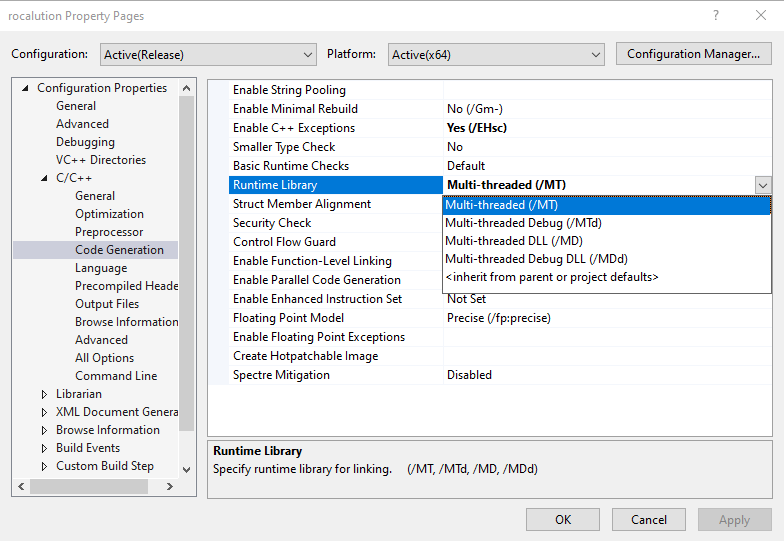 rocalution Property Pages
Configuration: Active(Release) Platform: Active(x64) Configuration Manager...
Configuration Properties
General
Advanced
Debugging
VC++ Directories
C/C++
General
Optimization
Preprocessor
Code Generation
Language
Precompiled Heade
Output Files
Browse Information
Advanced
All Options
Command Line
Librarian
XML Document Genera
Browse Information
Build Events
Custom Build Step
Enable String Pooling
Enable Minimal Rebuild No (/Gm-)
Enable C++ Exceptions Yes (/EHsc)
Smaller Type Check No
Basic Runtime Checks Default
Runtime Library Multi-threaded (/MT)
Struct Member Alignment Multi-threaded (/MT)
Security Check Multi-threaded Debug (/MTd)
Control Flow Guard Multi-threaded DLL (/MD)
Enable Function-Level Linking Multi-threaded Debug DLL (/MDd)
Enable Parallel Code Generation <inherit from parent or project defaults>
Enable Enhanced Instruction Set Not Set
Floating Point Model Precise (/fp:precise)
Enable Floating Point Exceptions
Create Hotpatchable Image
Spectre Mitigation Disabled
Runtime Library
Specify runtime library for linking. (/MT, /MTd, /MD, /MDd)
OK Cancel Apply